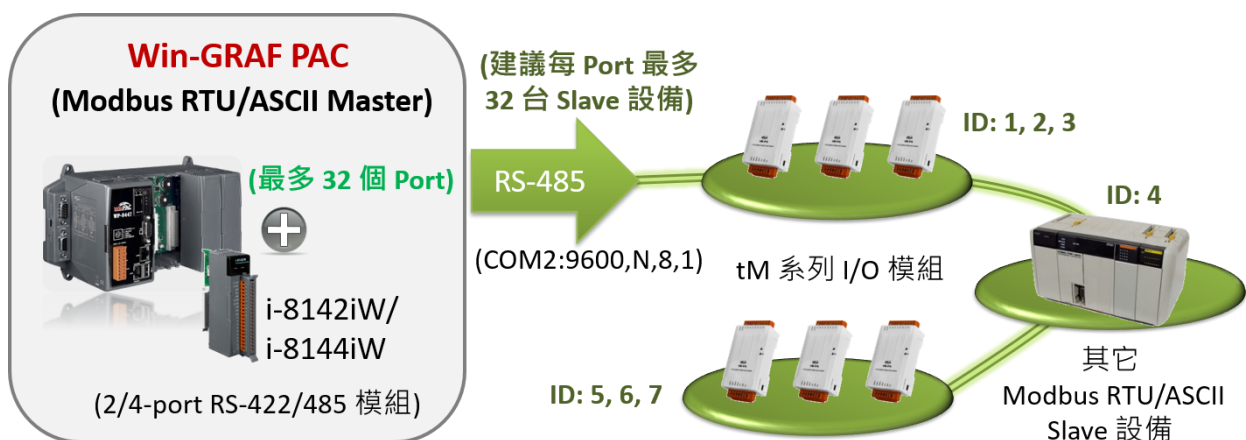 Win-GRAF PAC
(Modbus RTU/ASCII Master)
(最多 32 個 Port)
i-8142iW/
i-8144iW
(2/4-port RS-422/485 模組)
(建議每 Port 最多
32 台 Slave 設備)
RS-485
(COM2:9600,N,8,1)
ID: 1, 2, 3
tM 系列 I/O 模組
ID: 4
其它
Modbus RTU/ASCII
Slave 設備
ID: 5, 6, 7